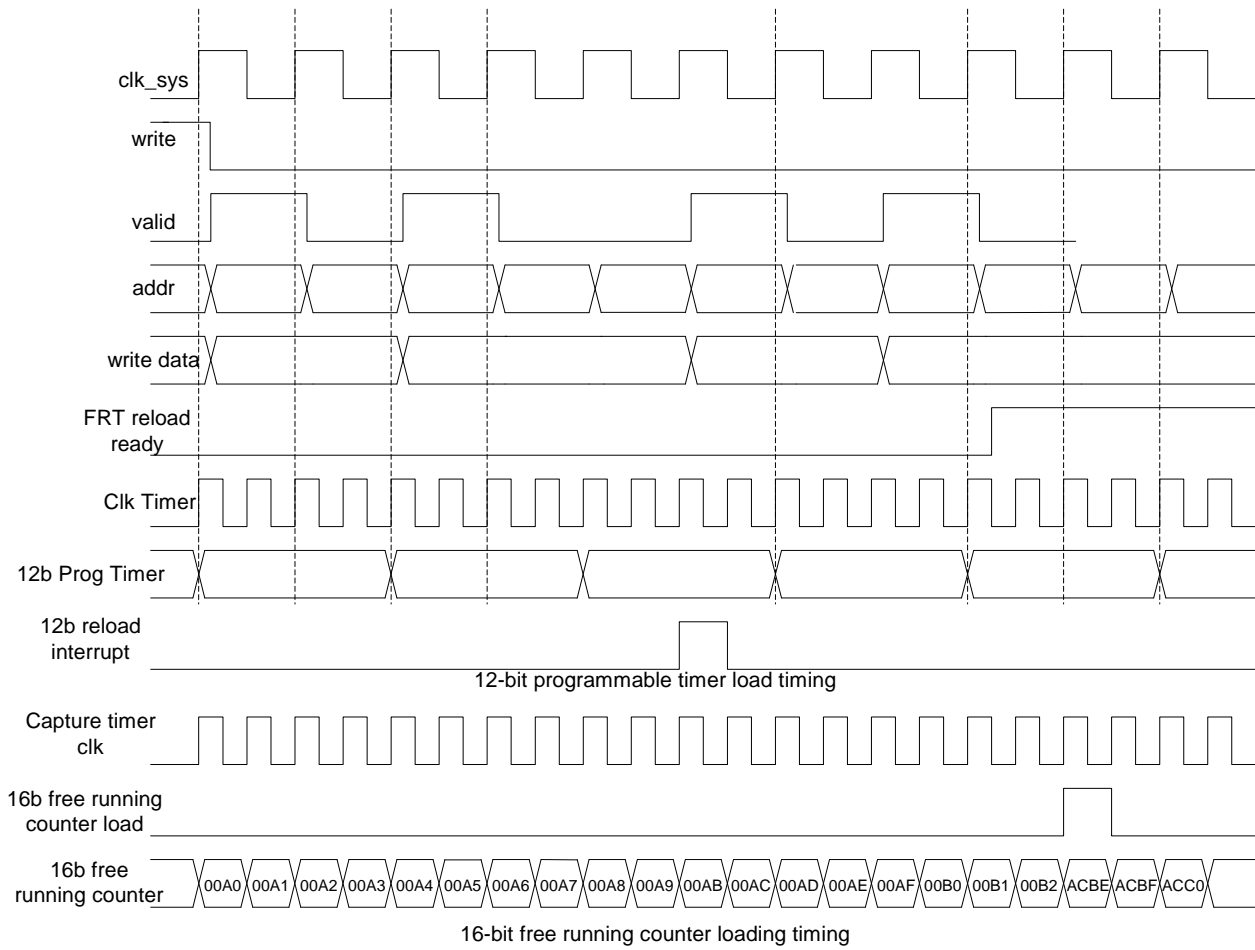 clk_sys
write
valid
addr
write data
FRT reload
ready
Clk Timer
12b Prog Timer
12b reload
interrupt
12-bit programmable timer load timing
Capture timer
clk
16b free running
counter load
16b free
running counter
00A0 00A1 00A2 00A3 00A4 00A5 00A6 00A7 00A8 00A9 00AB 00AC 00AD 00AE 00AF 00B0 00B1 00B2 ACBE ACBF ACC0
16-bit free running counter loading timing